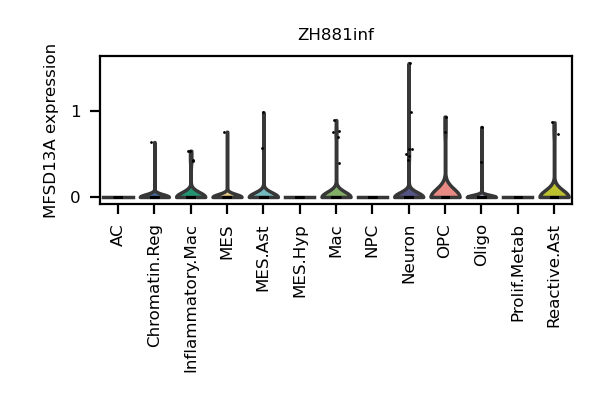 ZH881inf
MFSD13A expression
1
0
AC
Chromatin.Reg
Inflammatory.Mac
MES
MES.Ast
MES.Hyp
Mac
NPC
Neuron
OPC
Oligo
Prolif.Metab
Reactive.Ast